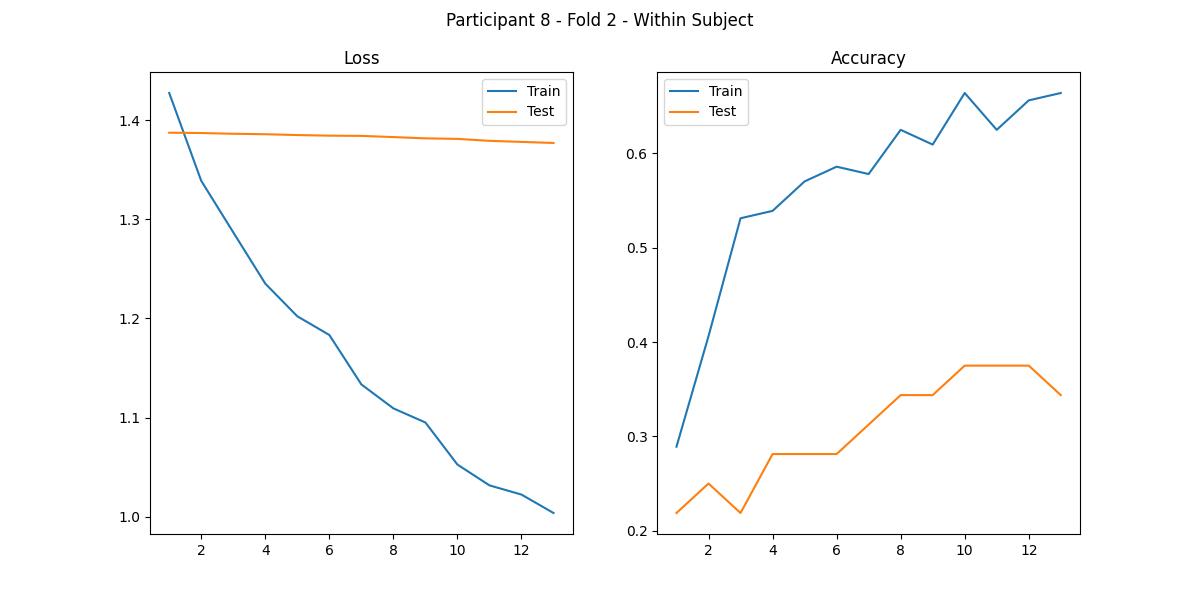 Participant 8 - Fold 2 - Within Subject
Loss
Train
Test
1.4
1.3
1.2
1.1
1.0
2 4 6 8 10 12
Accuracy
Train
Test
0.6
0.5
0.4
0.3
0.2
2 4 6 8 10 12